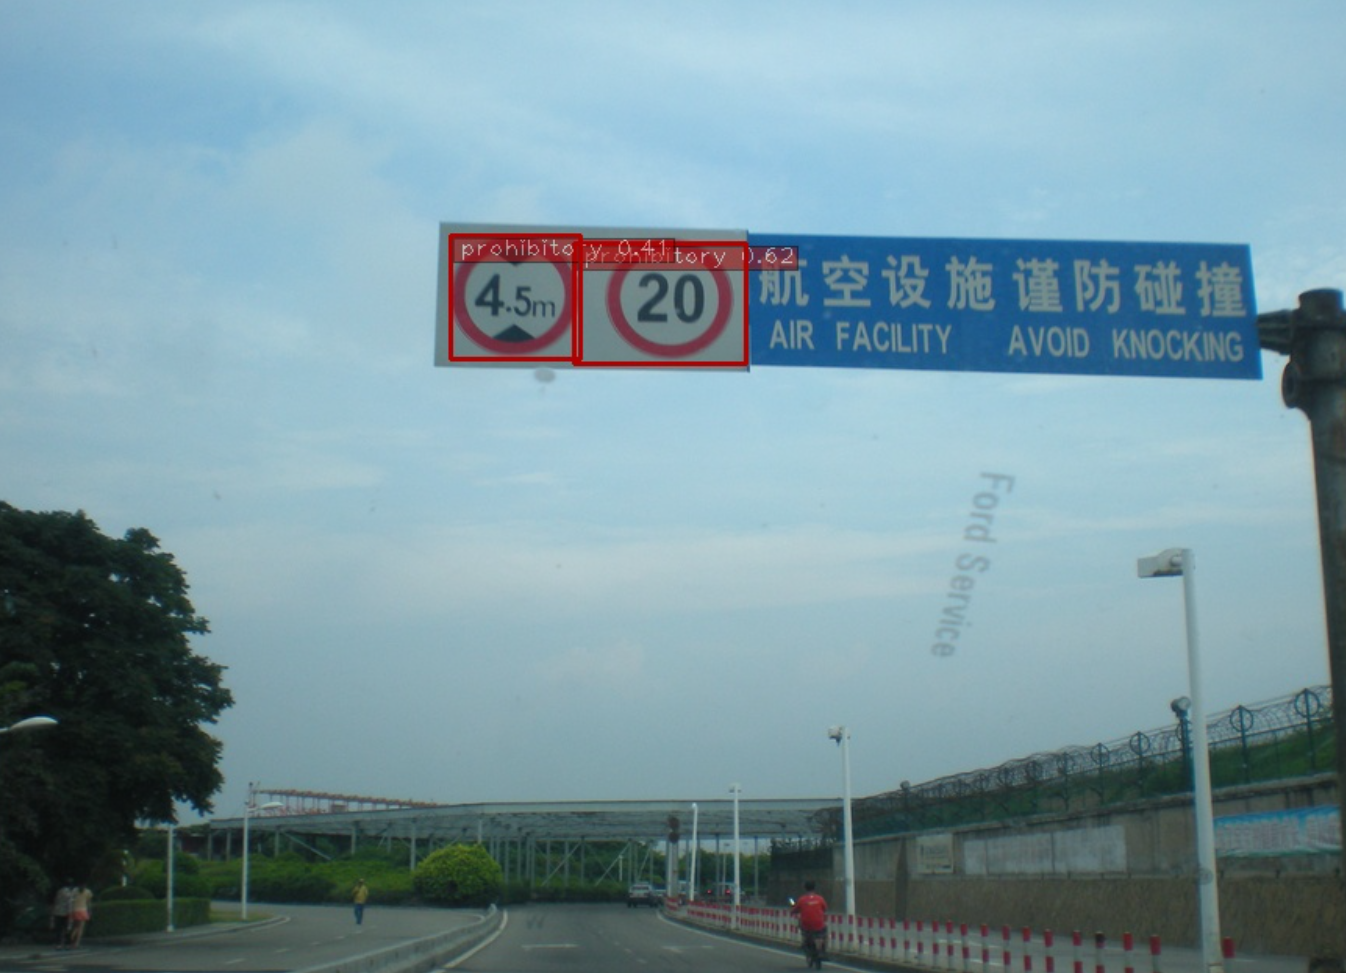 prohibitory 0.41
prohibitory 0.62
4.5m
20
航空设施 谨防碰撞
AIR FACILITY AVOID KNOCKING
Ford Service